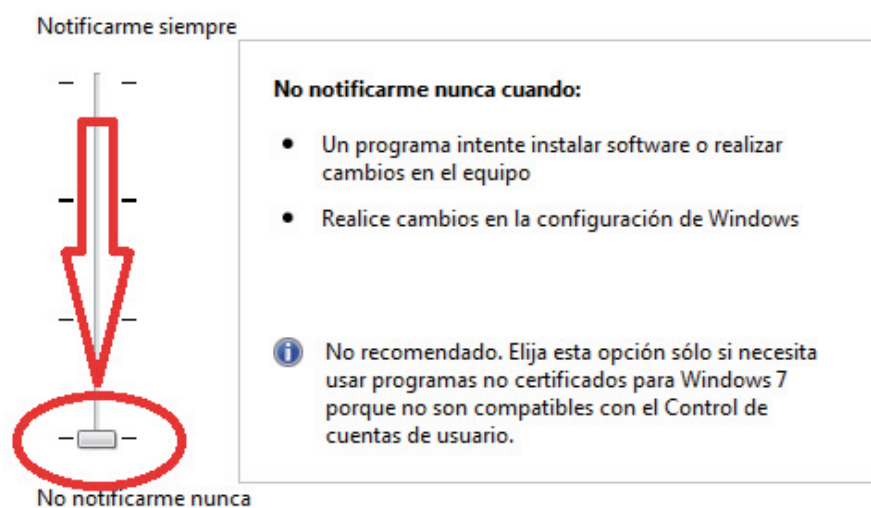 Notificarme siempre
No notificarme nunca cuando:
• Un programa intente instalar software o realizar
cambios en el equipo
• Realice cambios en la configuración de Windows
No recomendado. Elija esta opción sólo si necesita
usar programas no certificados para Windows 7
porque no son compatibles con el Control de
cuentas de usuario.
No notificarme nunca